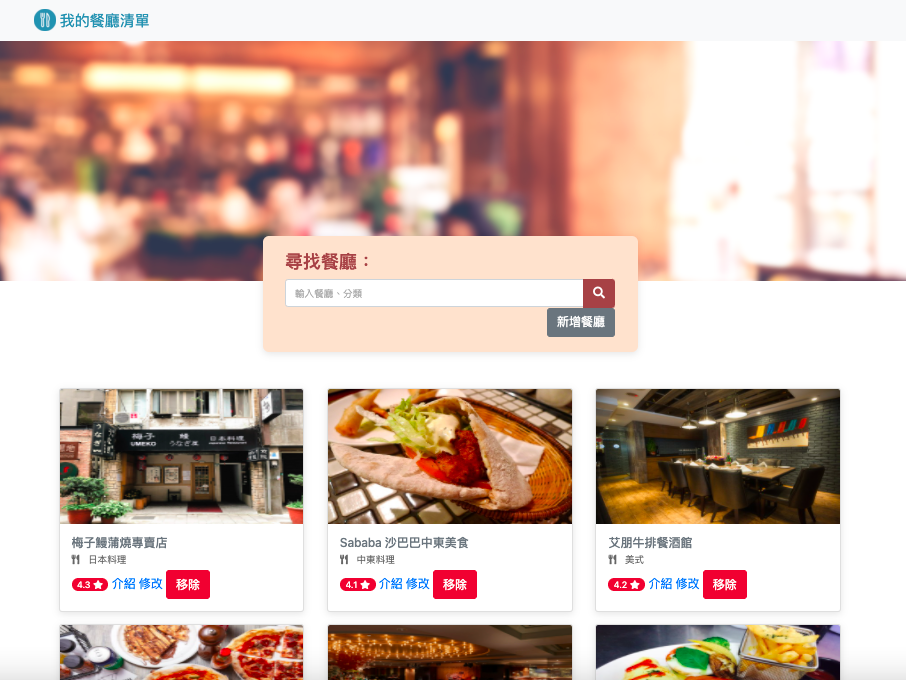 我的餐廳清單
尋找餐廳：
輸入餐廳、分類
新增餐廳
梅子 鰻 日本料理
UMEKO うなぎ屋
梅子鰻蒲燒專賣店
日本料理
4.3 介紹 修改 移除
Sababa 沙巴巴中東美食
中東料理
4.1 介紹 修改 移除
艾朋牛排餐酒館
美式
4.2 介紹 修改 移除